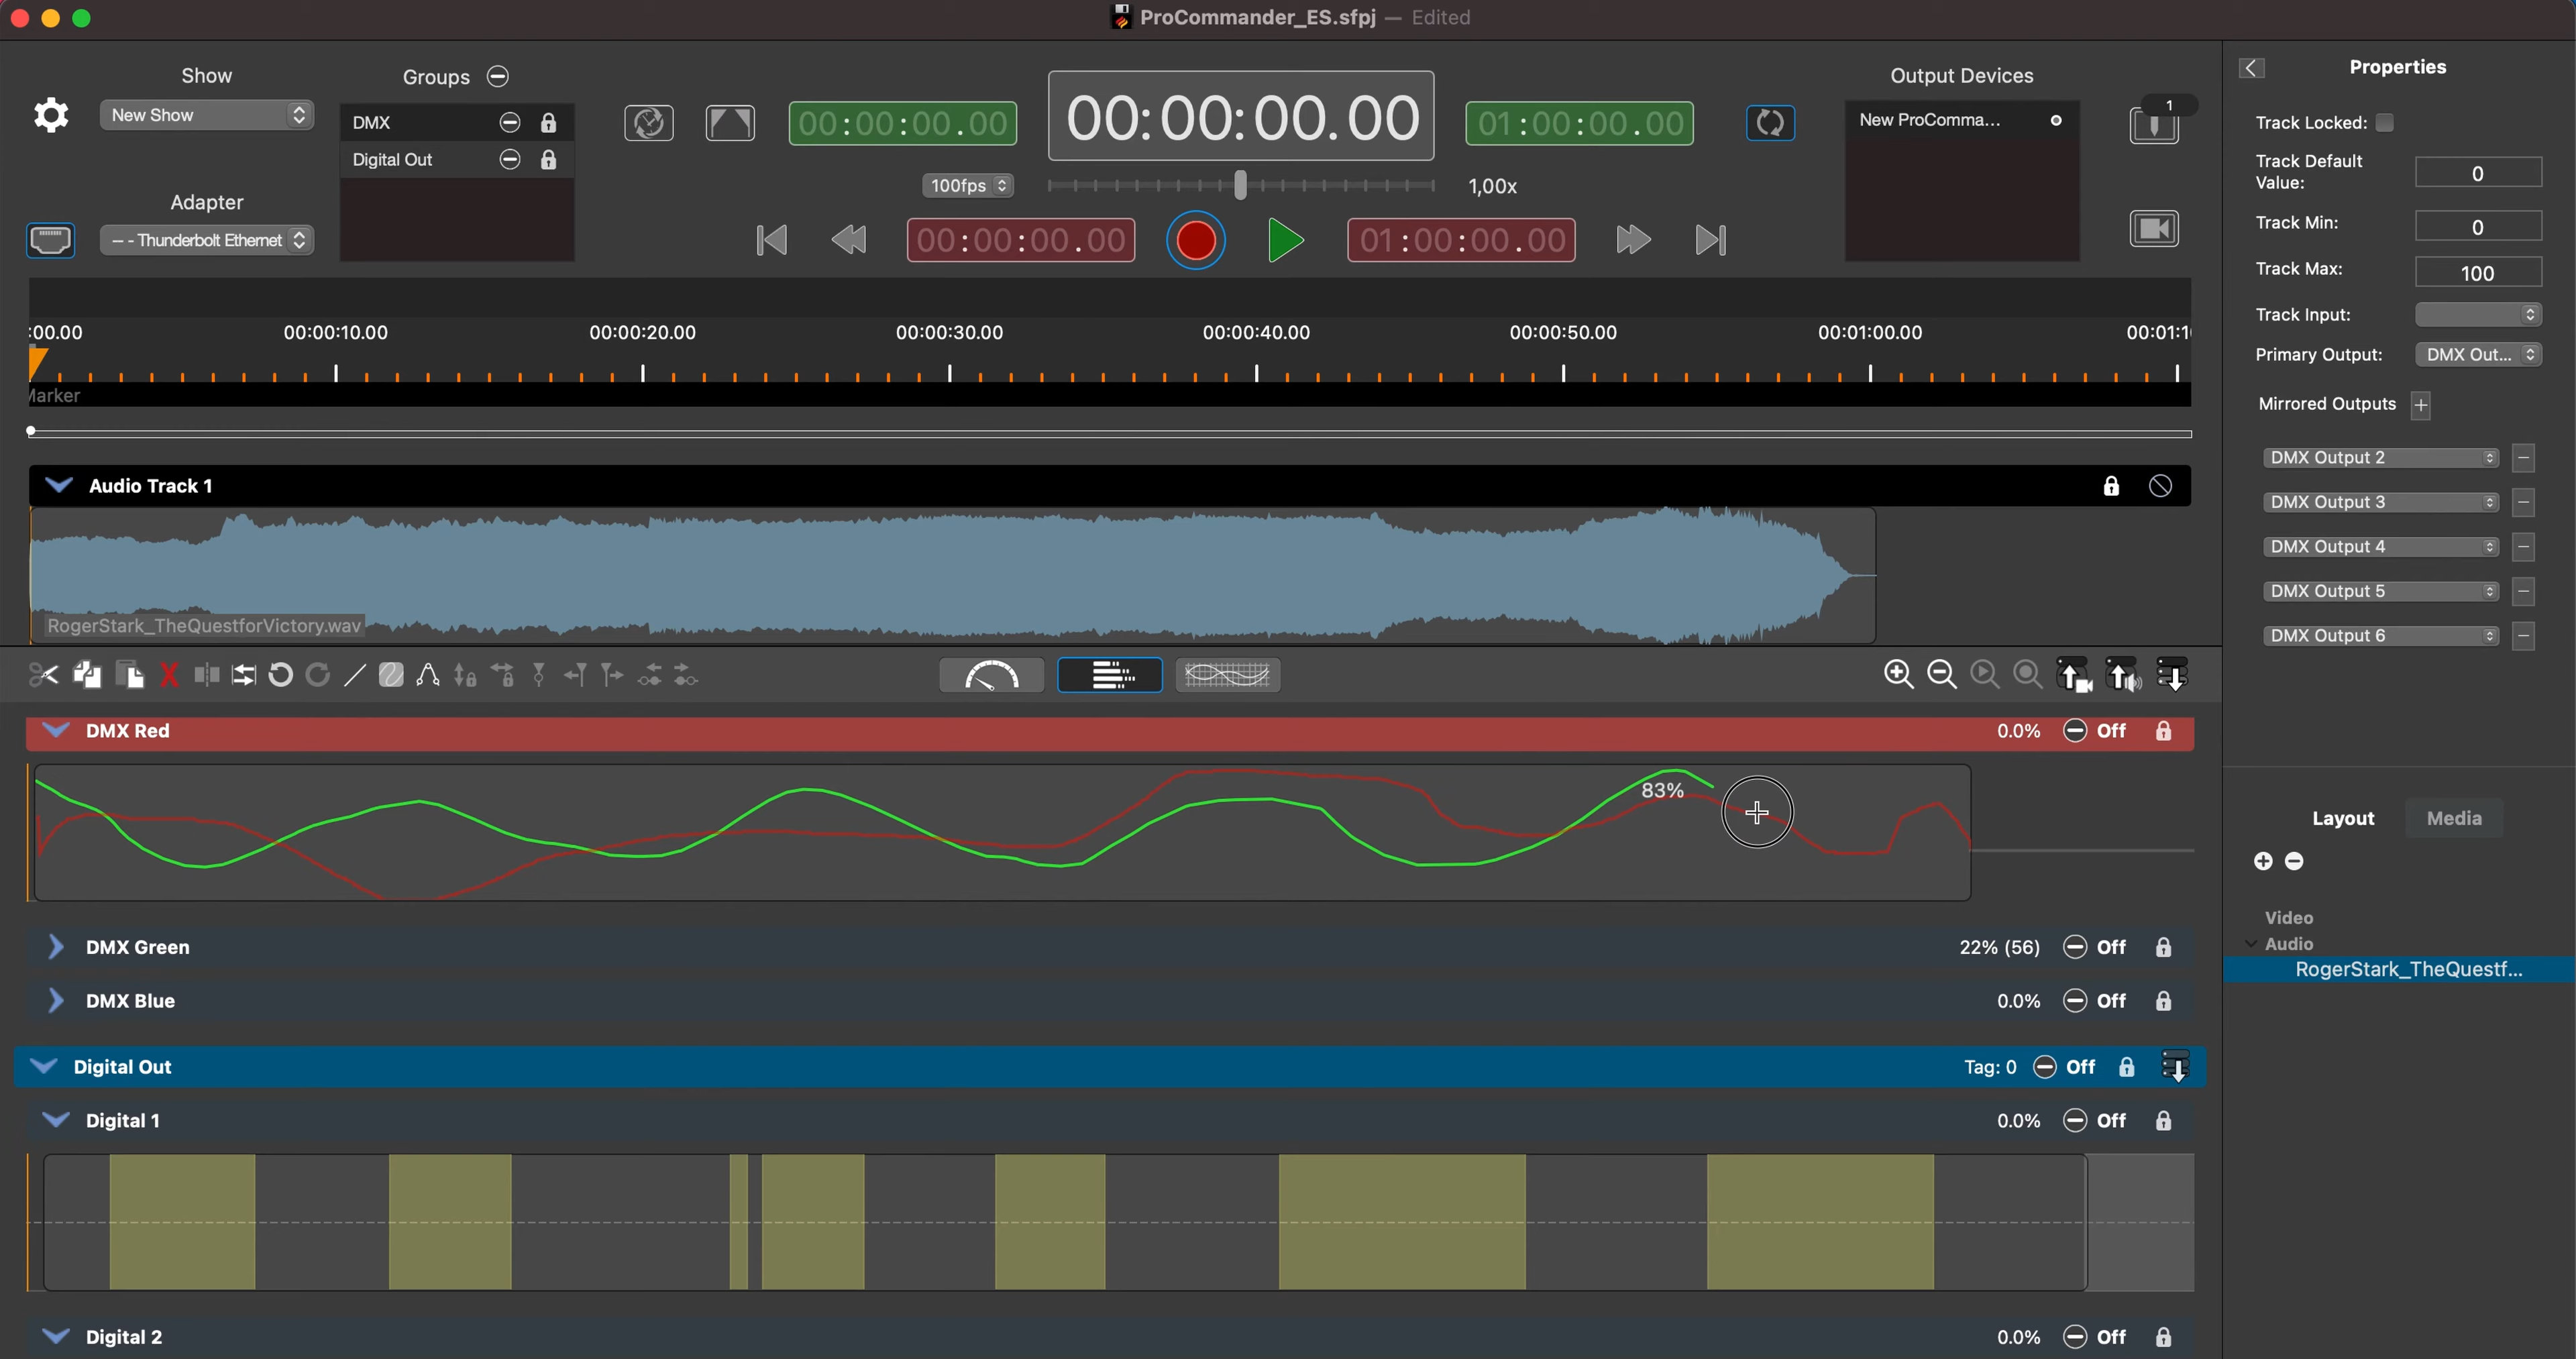 ProCommander_ES.sfpj — Edited
Show
New Show
Groups
DMX
Digital Out
Adapter
-- - Thunderbolt Ethernet
00:00:00.00
00:00:00.00
01:00:00.00
100fps
1,00x
00:00:00.00
01:00:00.00
Output Devices
New ProComma...
1
:00.00
00:00:10.00
00:00:20.00
00:00:30.00
00:00:40.00
00:00:50.00
00:01:00.00
00:01:1
Marker
Audio Track 1
RogerStark_TheQuestforVictory.wav
DMX Red
0.0%
Off
83%
DMX Green
22% (56)
Off
DMX Blue
0.0%
Off
Digital Out
Tag: 0
Off
Digital 1
0.0%
Off
Digital 2
0.0%
Off
Properties
Track Locked:
Track Default
Value:
0
Track Min:
0
Track Max:
100
Track Input:
Primary Output:
DMX Out...
Mirrored Outputs
DMX Output 2
DMX Output 3
DMX Output 4
DMX Output 5
DMX Output 6
Layout
Media
Video
Audio
RogerStark_TheQuestf...